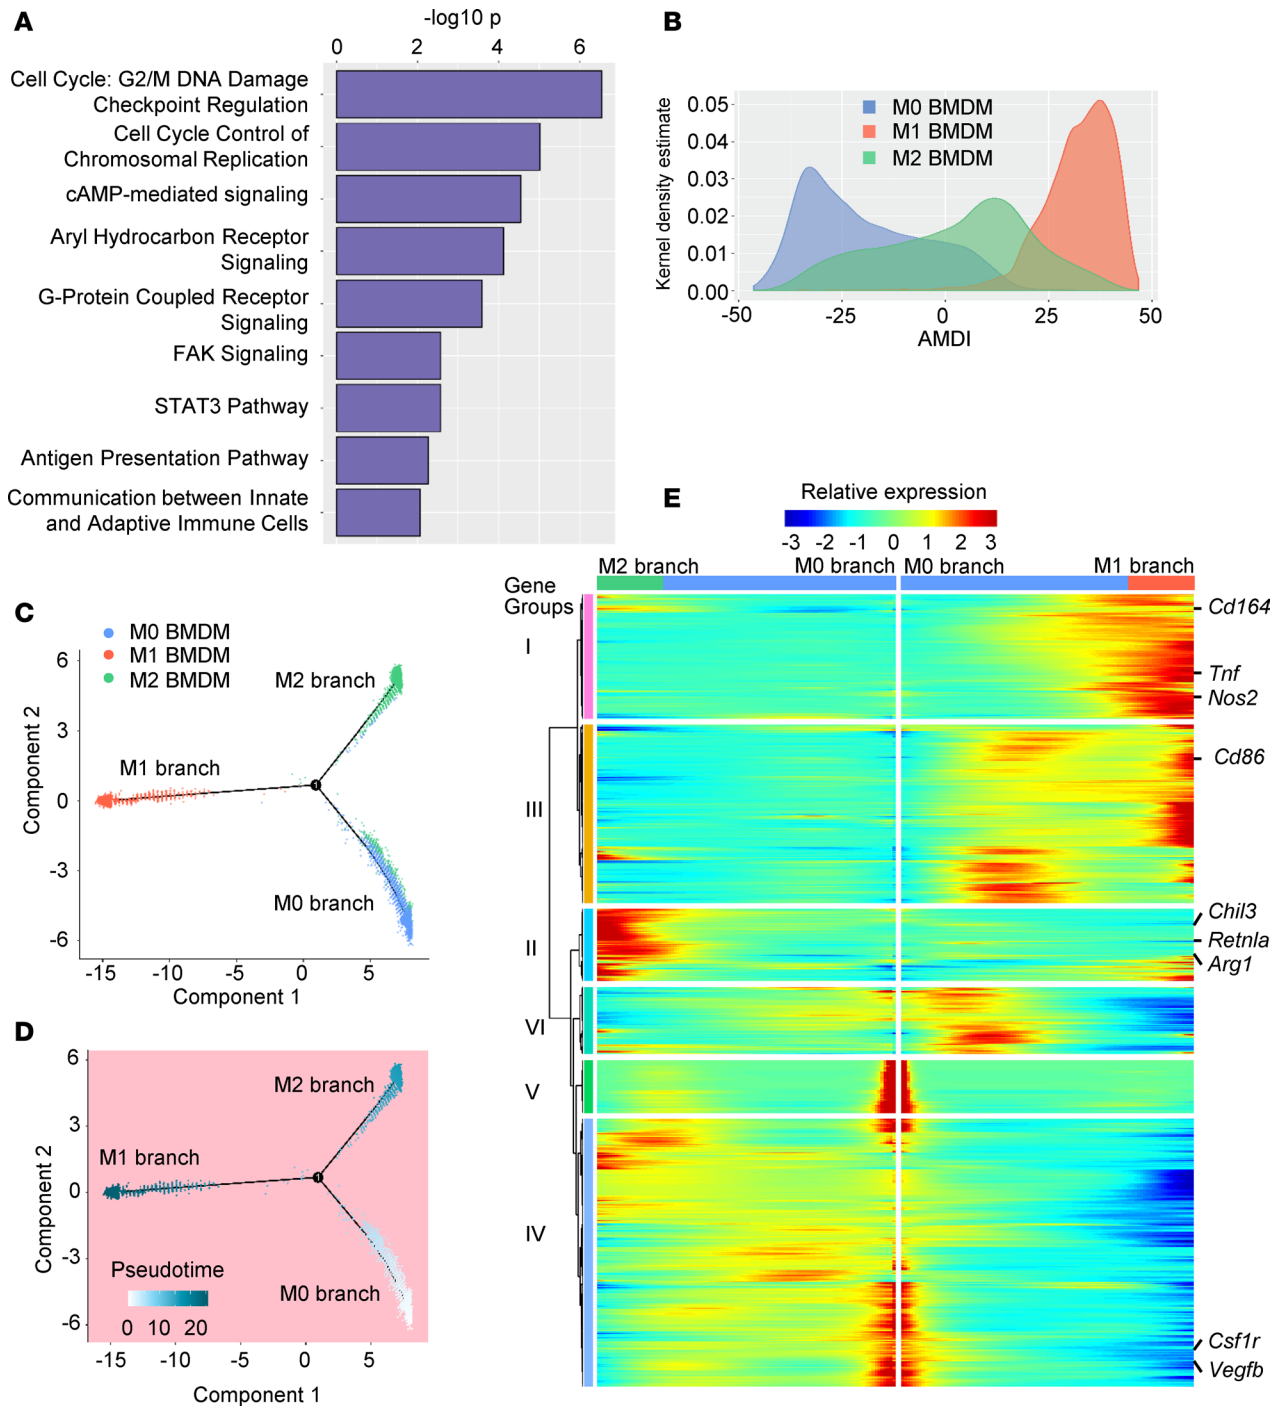 A
-log10 p
0 2 4 6
Cell Cycle: G2/M DNA Damage
Checkpoint Regulation
Cell Cycle Control of
Chromosomal Replication
cAMP-mediated signaling
Aryl Hydrocarbon Receptor
Signaling
G-Protein Coupled Receptor
Signaling
FAK Signaling
STAT3 Pathway
Antigen Presentation Pathway
Communication between Innate
and Adaptive Immune Cells
B
M0 BMDM
M1 BMDM
M2 BMDM
Kernel density estimate
0.05
0.04
0.03
0.02
0.01
0.00
-50 -25 0 25 50
AMDI
C
M0 BMDM
M1 BMDM
M2 BMDM
M2 branch
M1 branch
M0 branch
1
Component 2
6
3
0
-3
-6
-15 -10 -5 0 5
Component 1
D
M2 branch
M1 branch
M0 branch
1
Pseudotime
0 10 20
Component 2
6
3
0
-3
-6
-15 -10 -5 0 5
Component 1
E
Relative expression
-3 -2 -1 0 1 2 3
M2 branch M0 branch M0 branch M1 branch
Gene
Groups
I
III
II
VI
V
IV
Cd164
Tnf
Nos2
Cd86
Chil3
Retnla
Arg1
Csf1r
Vegfb